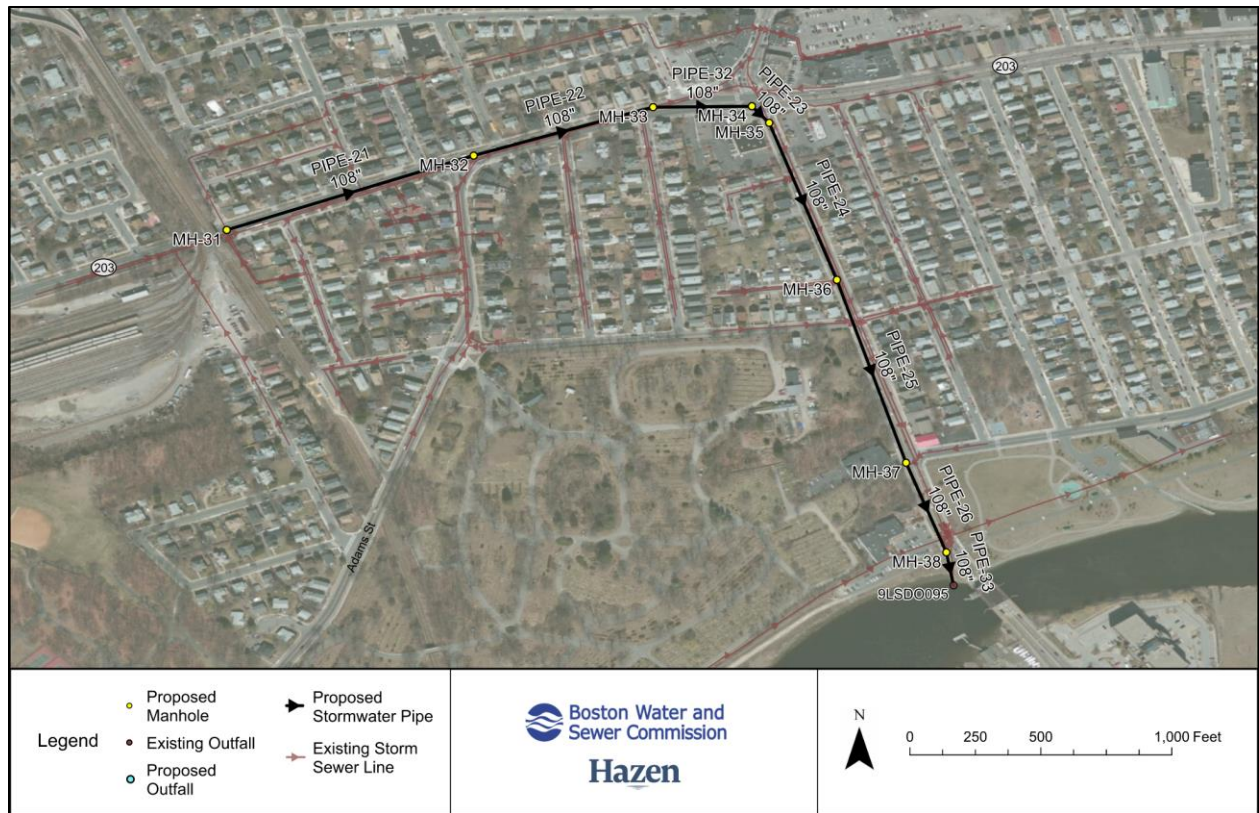 203
PIPE-32
108"
PIPE-23
108"
PIPE-22
108"
MH-33
MH-34
MH-35
PIPE-21
108"
MH-32
PIPE-24
108"
MH-31
203
MH-36
PIPE-25
108"
MH-37
PIPE-26
108"
Adams St
MH-38
PIPE-33
108"
9LSDO095
Legend
Proposed
Manhole
Existing Outfall
Proposed
Outfall
Proposed
Stormwater Pipe
Existing Storm
Sewer Line
Boston Water and
Sewer Commission
Hazen
N
0 250 500 1,000 Feet